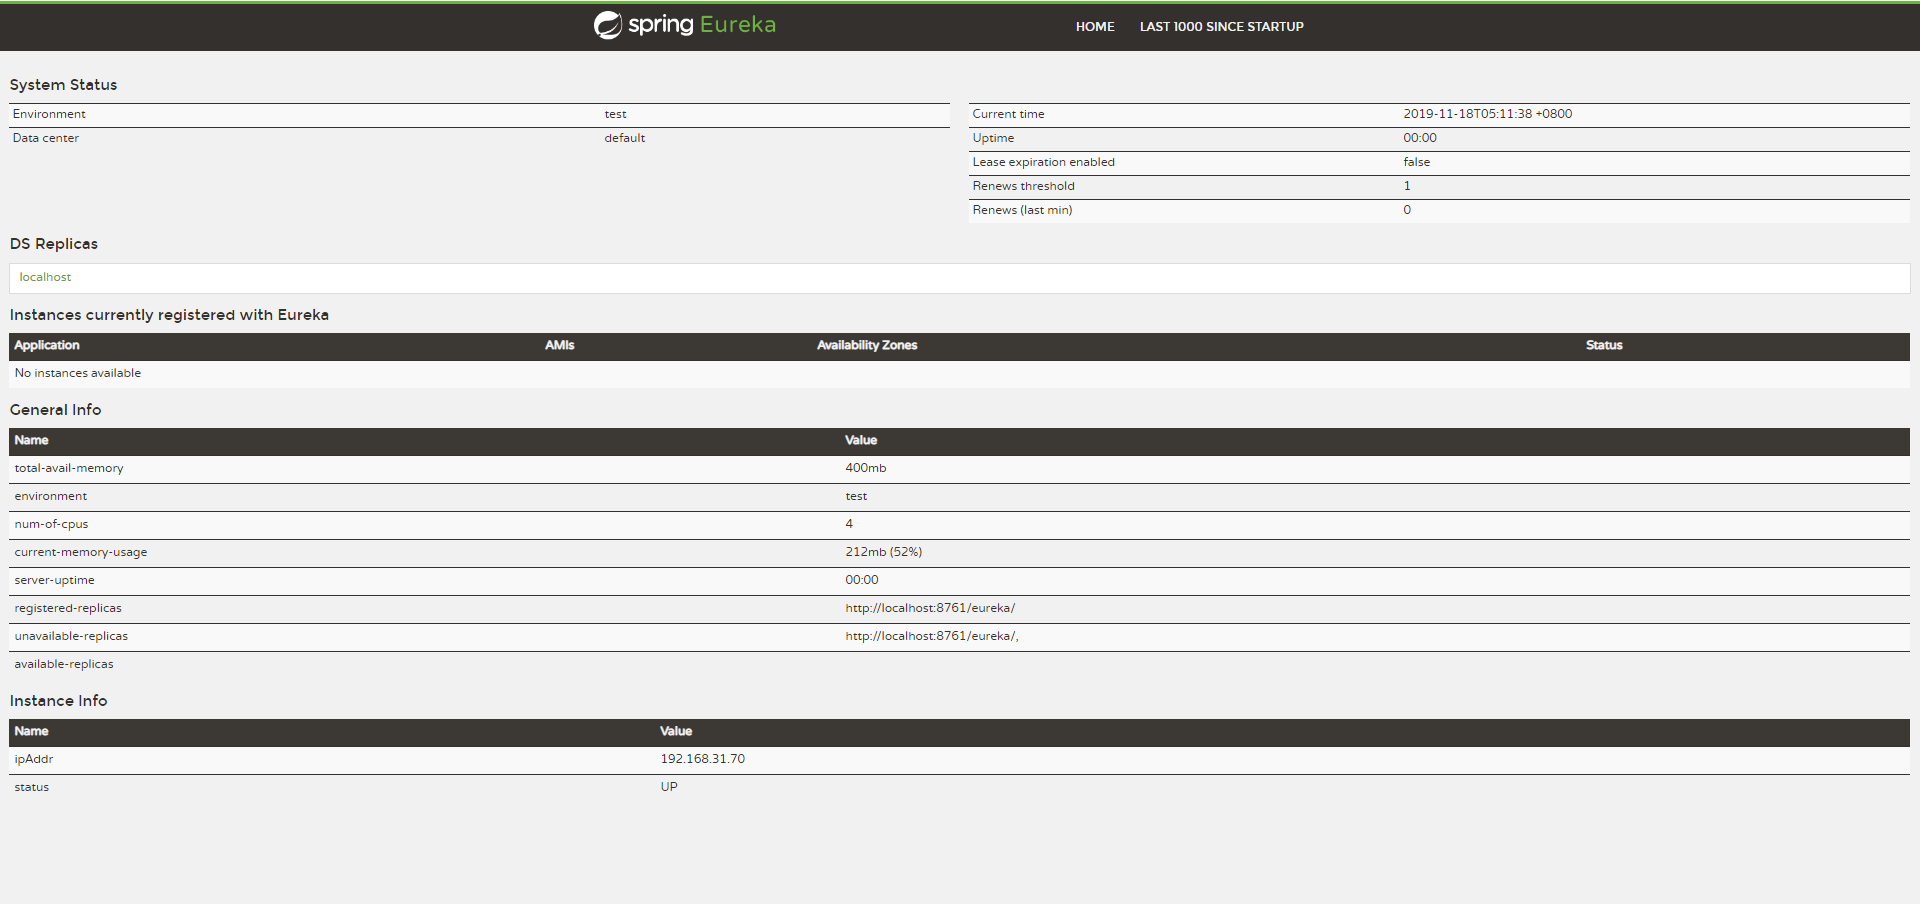 spring Eureka HOME LAST 1000 SINCE STARTUP
System Status
Environment test
Data center default
Current time 2019-11-18T05:11:38 +0800
Uptime 00:00
Lease expiration enabled false
Renews threshold 1
Renews (last min) 0
DS Replicas
localhost
Instances currently registered with Eureka
Application AMIs Availability Zones Status
No instances available
General Info
Name Value
total-avail-memory 400mb
environment test
num-of-cpus 4
current-memory-usage 212mb (52%)
server-uptime 00:00
registered-replicas http://localhost:8761/eureka/
unavailable-replicas http://localhost:8761/eureka/,
available-replicas
Instance Info
Name Value
ipAddr 192.168.31.70
status UP